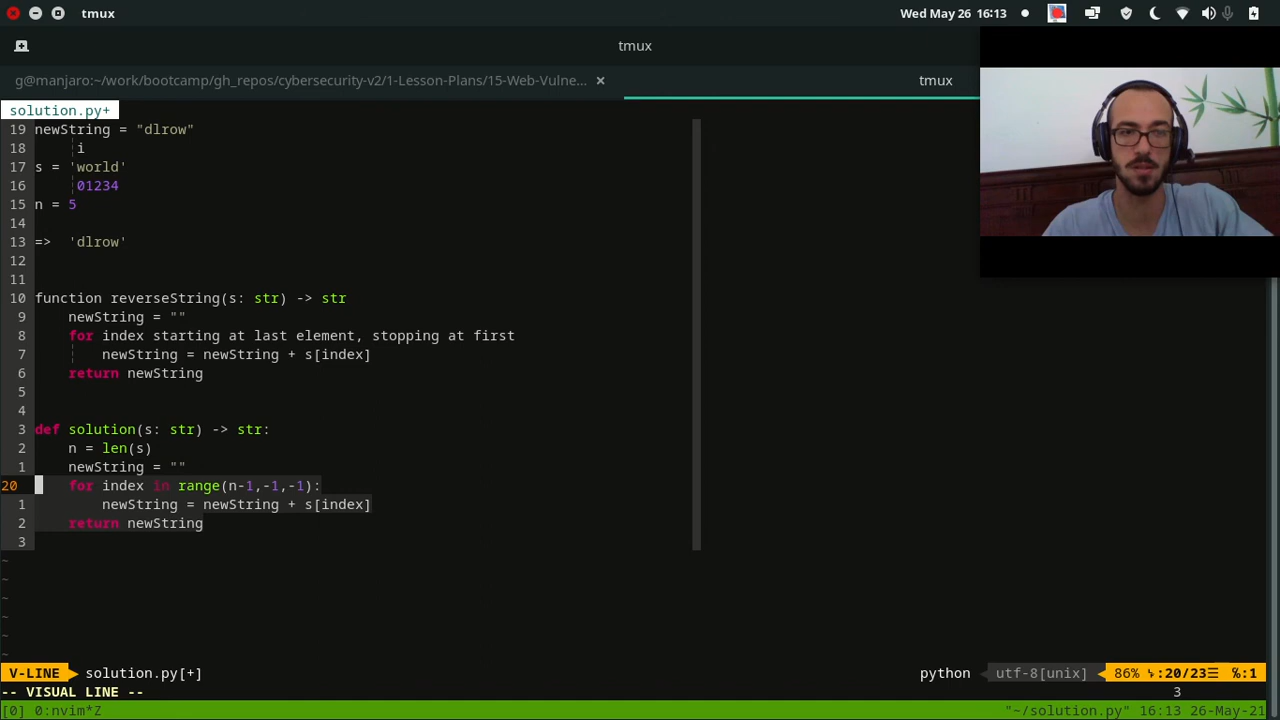 tmux
Wed May 26 16:13
tmux
g@manjaro:~/work/bootcamp/gh_repos/cybersecurity-v2/1-Lesson-Plans/15-Web-Vulne... ×
tmux
solution.py+
19 newString = "dlrow"
18 i
17 s = 'world'
16 01234
15 n = 5
14
13 => 'dlrow'
12
11
10 function reverseString(s: str) -> str
9 newString = ""
8 for index starting at last element, stopping at first
7 newString = newString + s[index]
6 return newString
5
4
3 def solution(s: str) -> str:
2 n = len(s)
1 newString = ""
20 for index in range(n-1,-1,-1):
1 newString = newString + s[index]
2 return newString
3
~
~
~
~
~
~
V-LINE solution.py[+] python utf-8[unix] 86% ϟ:20/23☰ ℅:1
-- VISUAL LINE -- 3
[0] 0:nvim*Z "~/solution.py" 16:13 26-May-21